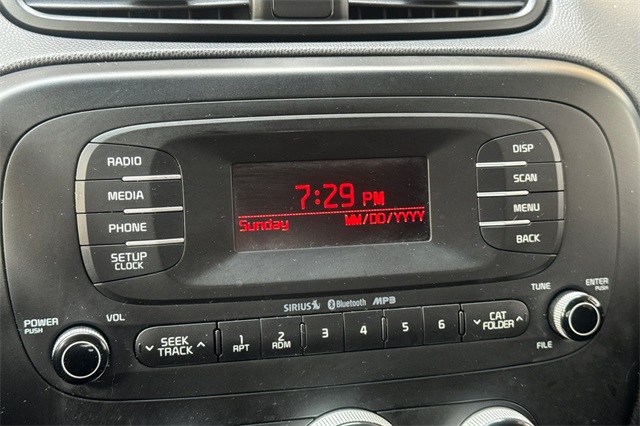 RADIO
MEDIA
PHONE
SETUP
CLOCK
7:29 PM
Sunday MM/DD/YYYY
DISP
SCAN
MENU
BACK
SIRIUS Bluetooth MP3
POWER
PUSH
VOL
SEEK
TRACK
1
RPT
2
RDM
3
4
5
6
CAT
FOLDER
TUNE
ENTER
PUSH
FILE